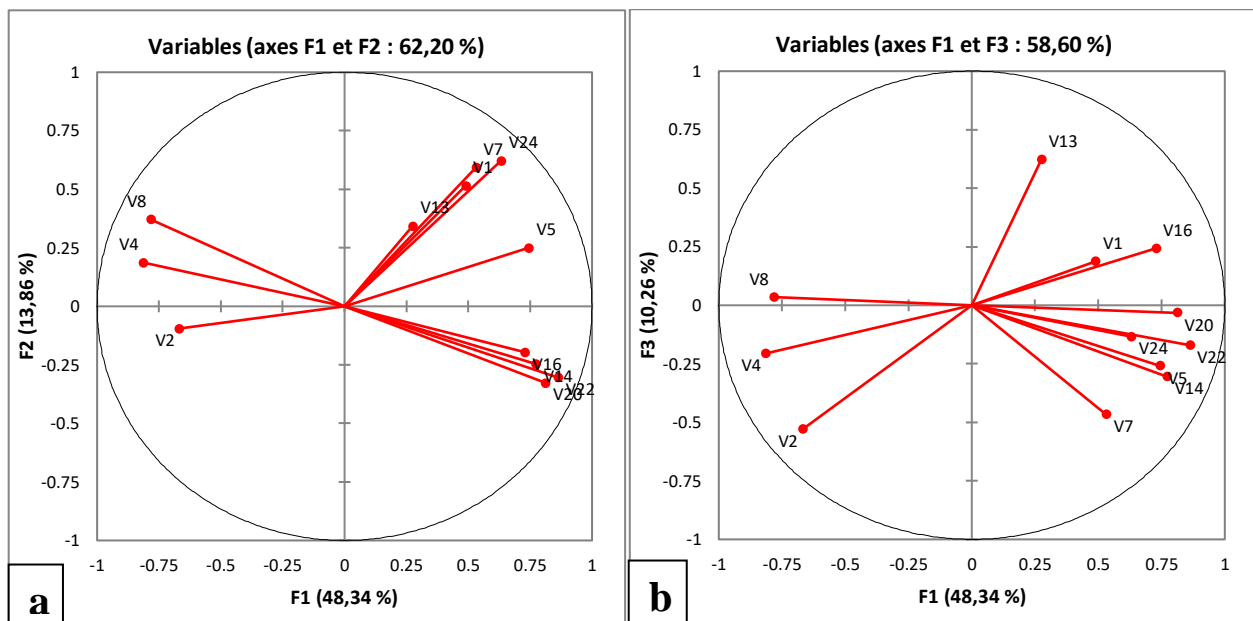 Variables (axes F1 et F2 : 62,20 %)
1
0.75
0.5
0.25
0
-0.25
-0.5
-0.75
-1
-1
-0.75
-0.5
-0.25
0
0.25
0.5
0.75
1
F2 (13,86 %)
F1 (48,34 %)
V24
V7
V1
V13
V5
V8
V4
V2
V16
V14
V22
V20
a
Variables (axes F1 et F3 : 58,60 %)
1
0.75
0.5
0.25
0
-0.25
-0.5
-0.75
-1
-1
-0.75
-0.5
-0.25
0
0.25
0.5
0.75
1
F3 (10,26 %)
F1 (48,34 %)
V13
V16
V1
V8
V20
V24
V22
V4
V5
V14
V7
V2
b